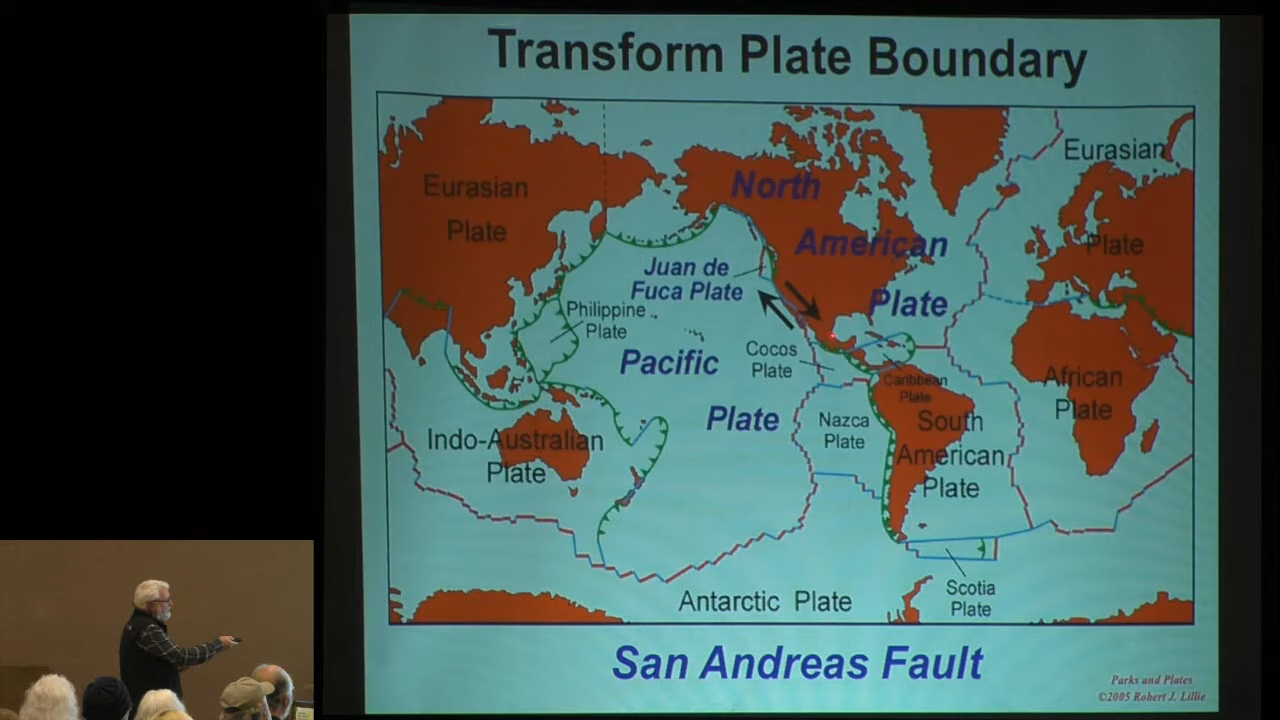 Transform Plate Boundary
Eurasian
Plate
North
American
Plate
Eurasian
Plate
Juan de
Fuca Plate
Philippine
Plate
Pacific
Plate
Cocos
Plate
Caribbean
Plate
African
Plate
Nazca
Plate
South
American
Plate
Indo-Australian
Plate
Antarctic Plate
Scotia
Plate
San Andreas Fault
Parks and Plates
©2005 Robert J. Lillie